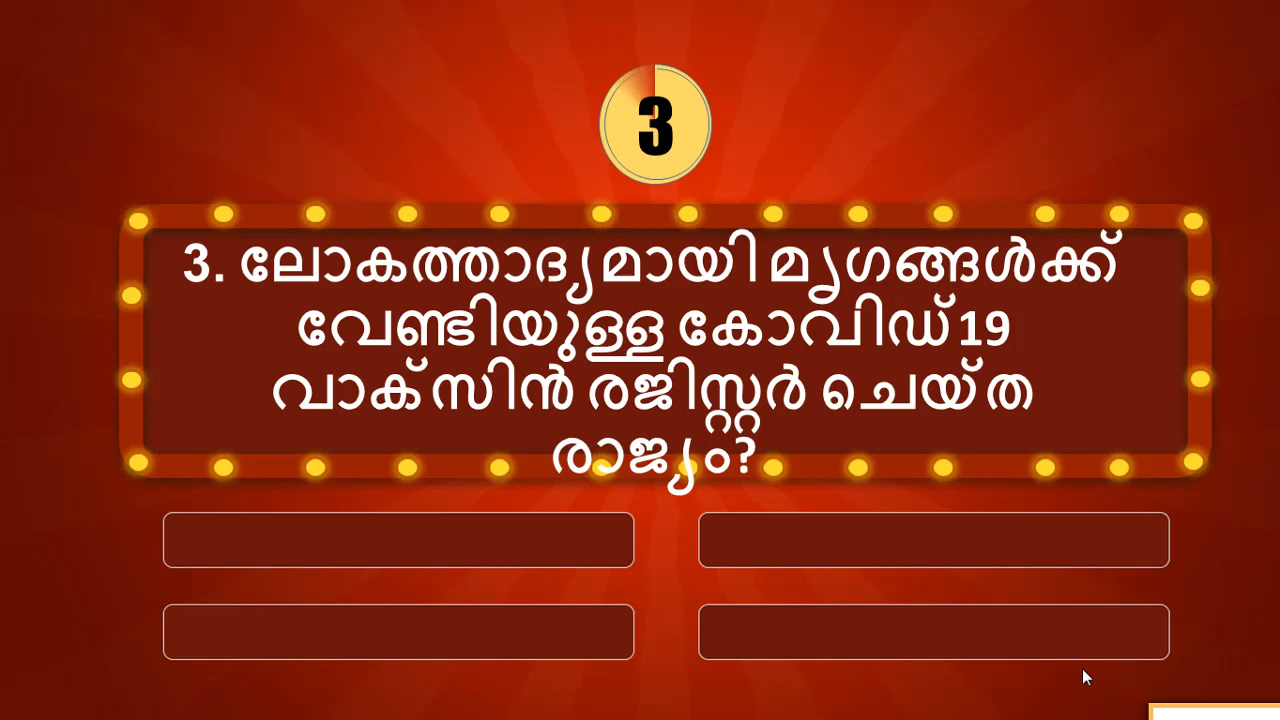 3
3. ലോകത്താദ്യമായി മൃഗങ്ങൾക്ക്
വേണ്ടിയുള്ള കോവിഡ് 19
വാക്സിൻ രജിസ്റ്റർ ചെയ്ത
രാജ്യം?